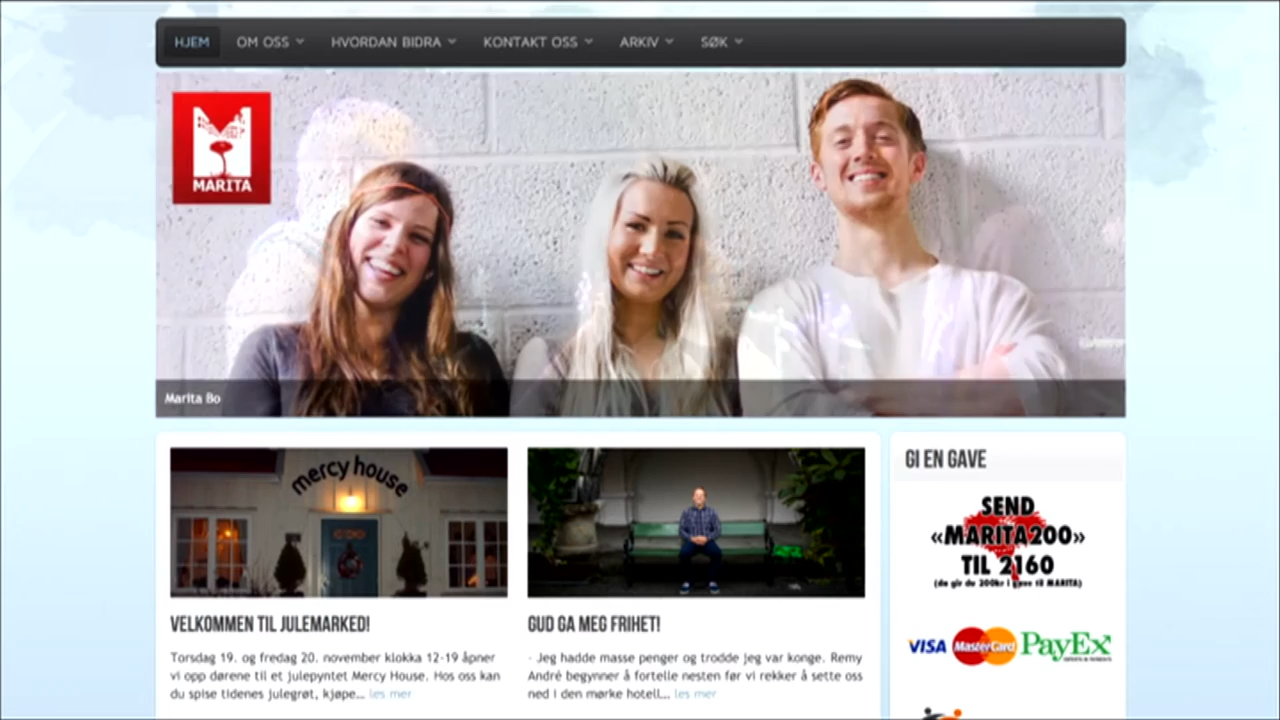 HJEM
OM OSS
HVORDAN BIDRA
KONTAKT OSS
ARKIV
SØK
MARITA
Marita Bo
mercy house
VELKOMMEN TIL JULEMARKED!
Torsdag 19. og fredag 20. november klokka 12-19 åpner
vi opp dørene til et julepyntet Mercy House. Hos oss kan
du spise tidenes julegrøt, kjøpe... les mer
GUD GA MEG FRIHET!
- Jeg hadde masse penger og trodde jeg var konge. Remy
André begynner å fortelle nesten før vi rekker å sette oss
ned i den mørke hotell... les mer
GI EN GAVE
SEND
«MARITA200»
TIL 2160
(da gir du 200kr i gave til MARITA)
VISA
MasterCard
PayEx